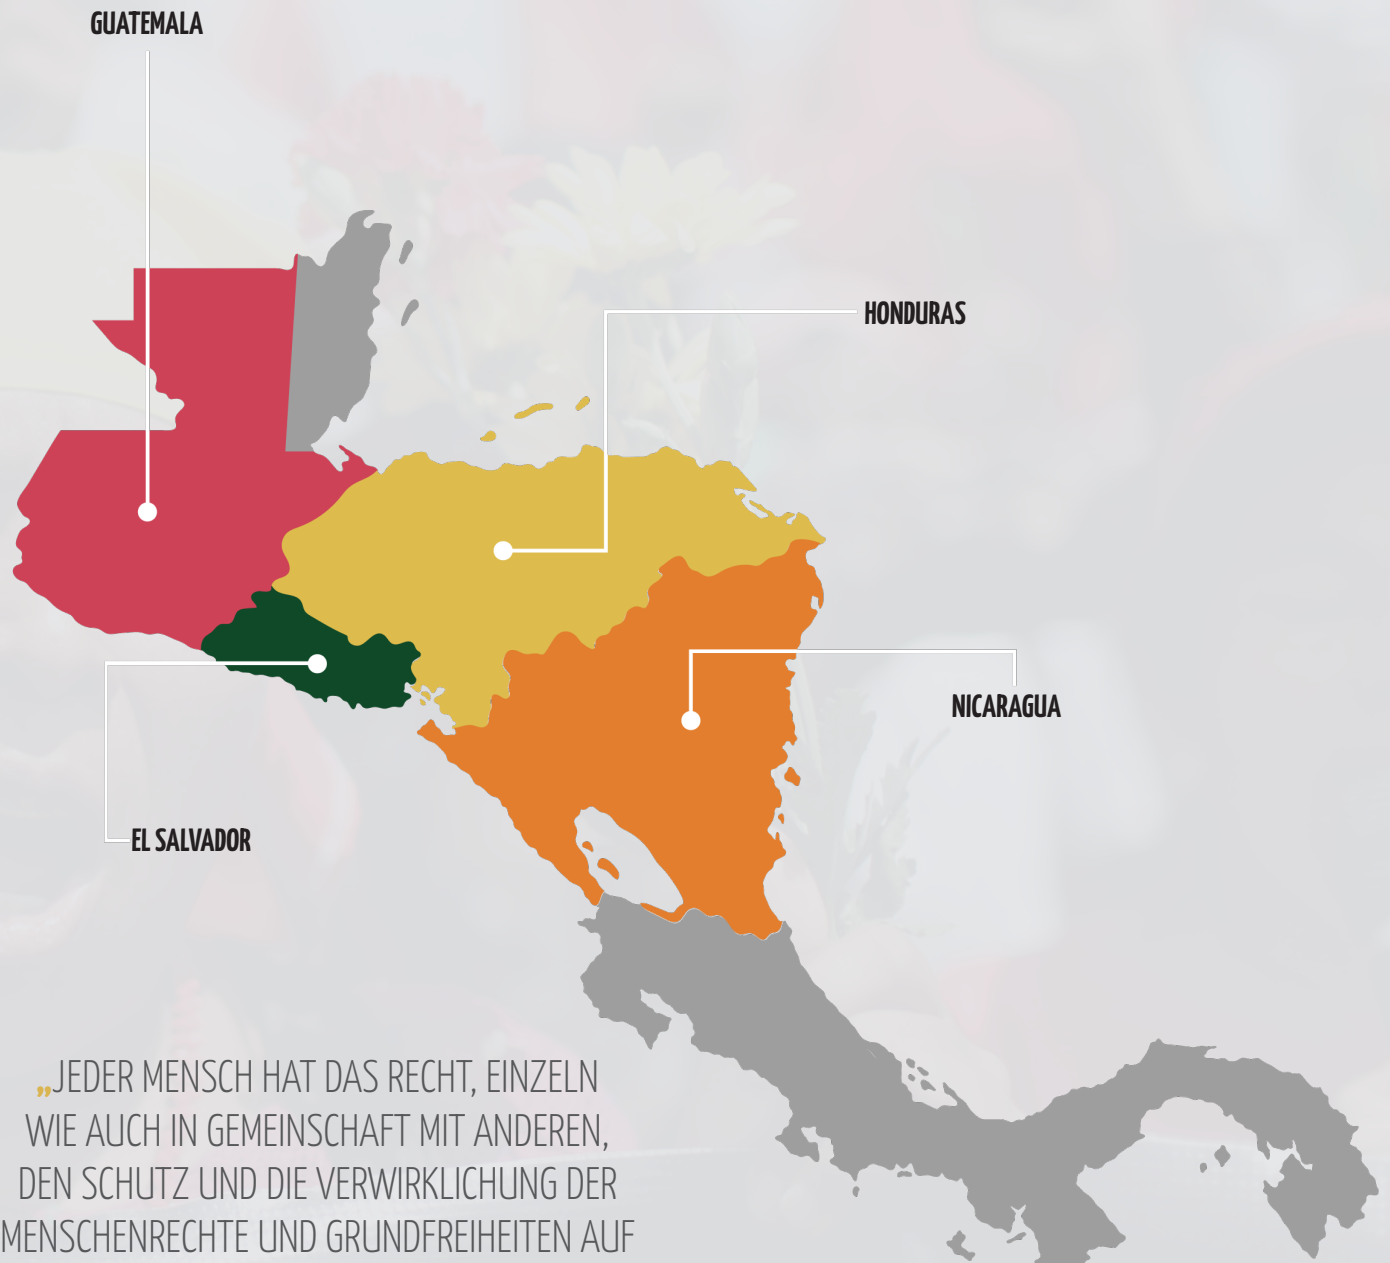 GUATEMALA
HONDURAS
NICARAGUA
EL SALVADOR
„JEDER MENSCH HAT DAS RECHT, EINZELN
WIE AUCH IN GEMEINSCHAFT MIT ANDEREN,
DEN SCHUTZ UND DIE VERWIRKLICHUNG DER
MENSCHENRECHTE UND GRUNDFREIHEITEN AUF